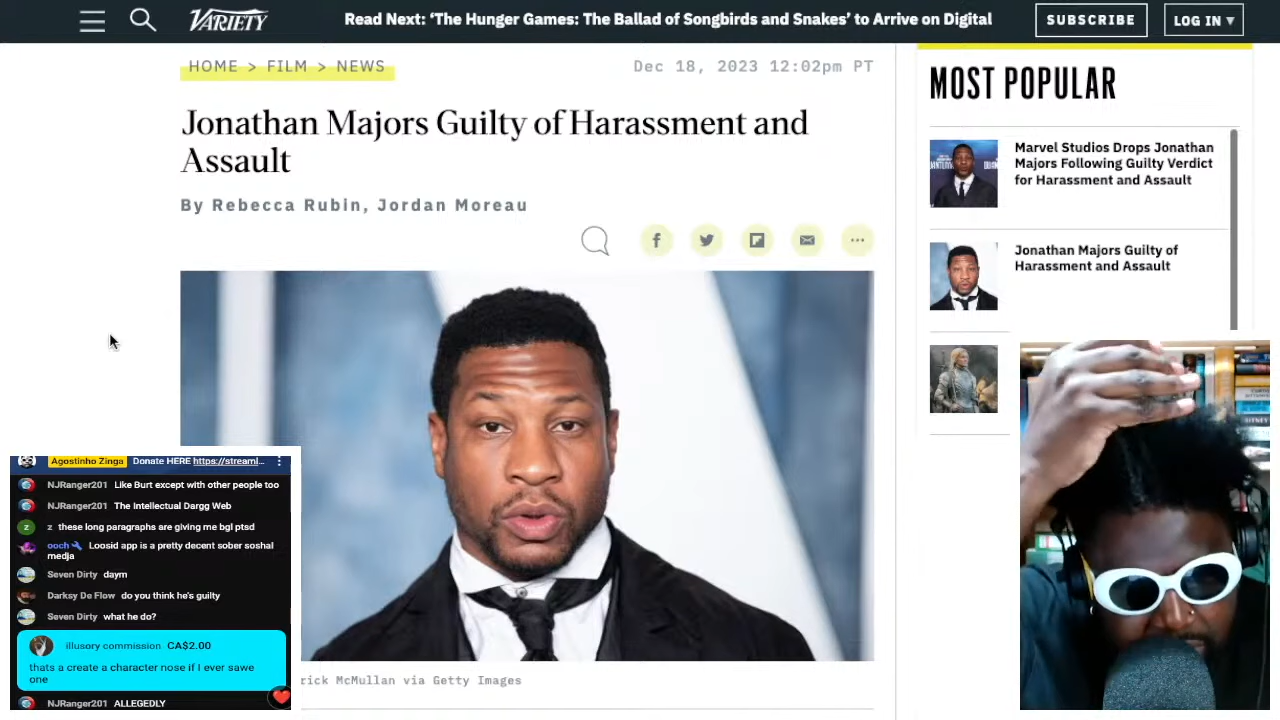 VARIETY
Read Next: ‘The Hunger Games: The Ballad of Songbirds and Snakes’ to Arrive on Digital
SUBSCRIBE
LOG IN ▾
HOME > FILM > NEWS
Dec 18, 2023 12:02pm PT
Jonathan Majors Guilty of Harassment and
Assault
By Rebecca Rubin, Jordan Moreau
MOST POPULAR
Marvel Studios Drops Jonathan
Majors Following Guilty Verdict
for Harassment and Assault
Jonathan Majors Guilty of
Harassment and Assault
rick McMullan via Getty Images
Agostinho Zinga Donate HERE https://streaml...
NJRanger201 Like Burt except with other people too
NJRanger201 The Intellectual Dargg Web
z z these long paragraphs are giving me bgl ptsd
ooch Loosid app is a pretty decent sober soshal
medja
Seven Dirty daym
Darksy De Flow do you think he's guilty
Seven Dirty what he do?
illusory commission CA$2.00
thats a create a character nose if I ever sawe
one
NJRanger201 ALLEGEDLY